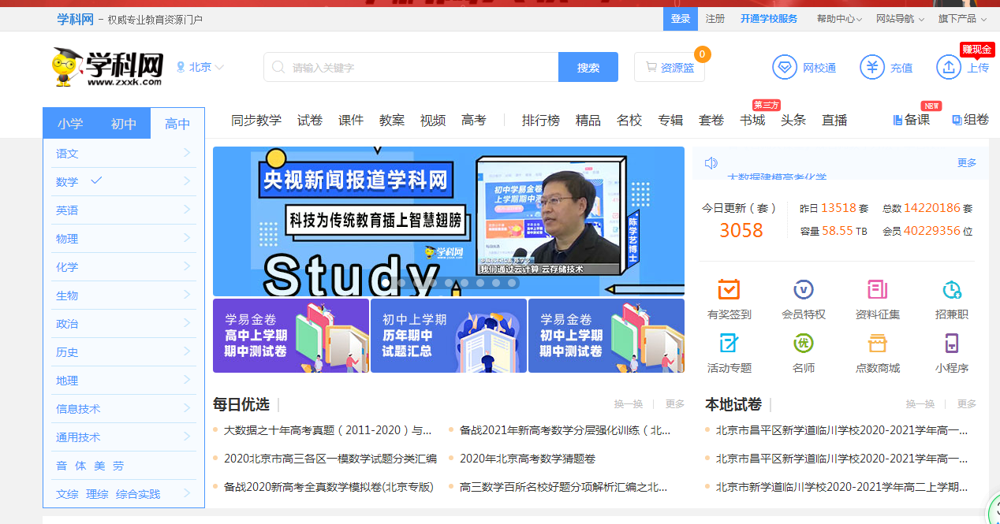 学科网 - 权威专业教育资源门户
登录 注册 开通学校服务 帮助中心 网站导航 旗下产品
学科网
www.zxxk.com
北京
请输入关键字
搜索
资源篮
0
网校通
充值
赚现金
上传
小学 初中 高中
同步教学 试卷 课件 教案 视频 高考 排行榜 精品 名校 专辑 套卷 书城 头条 直播
第三方
NEW
备课 组卷
语文
数学
英语
物理
化学
生物
政治
历史
地理
信息技术
通用技术
音 体 美 劳
文综 理综 综合实践
央视新闻报道学科网
科技为传统教育插上智慧翅膀
Study
学科网
初中学易金卷
上学期期中测
陈学艺博士
我们通过云计算 云存储技术
学易金卷
高中上学期
期中测试卷
初中上学期
历年期中
试题汇总
学易金卷
初中上学期
期中测试卷
更多
大数据建模高考化学
今日更新（套）
3058
昨日 13518 套 总数 14220186 套
容量 58.55 TB 会员 40229356 位
有奖签到 会员特权 资料征集 招兼职
优
活动专题 名师 点数商城 小程序
每日优选
换一换 更多
大数据之十年高考真题（2011-2020）与...
备战2021年新高考数学分层强化训练（北...
2020北京市高三各区一模数学试题分类汇编
2020年北京高考数学猜题卷
备战2020新高考全真数学模拟卷(北京专版)
高三数学百所名校好题分项解析汇编之北...
本地试卷
换一换 更多
北京市昌平区新学道临川学校2020-2021学年高一...
北京市昌平区新学道临川学校2020-2021学年高一...
北京市新学道临川学校2020-2021学年高二上学期...